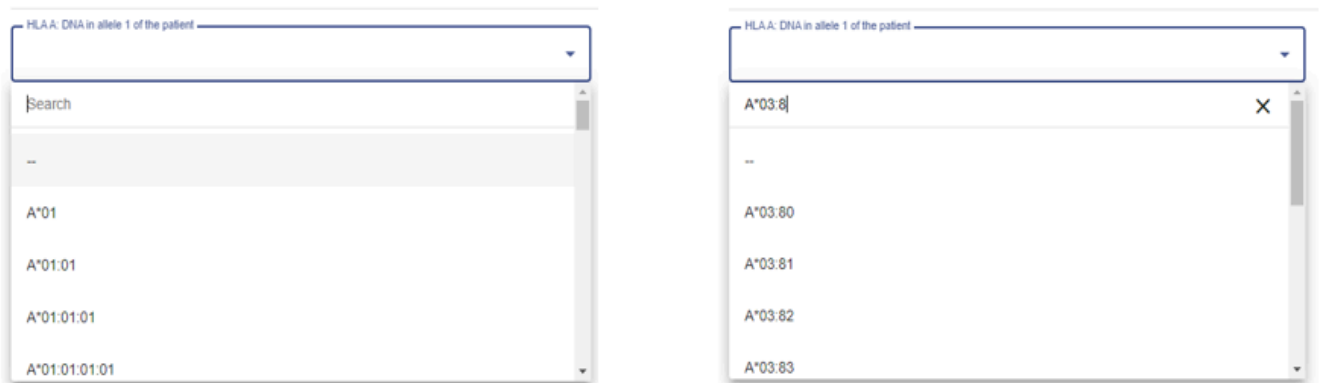 HLA A: DNA in allele 1 of the patient
Search
--
A*01
A*01:01
A*01:01:01
A*01:01:01:01
HLA A: DNA in allele 1 of the patient
A*03:8
--
A*03:80
A*03:81
A*03:82
A*03:83